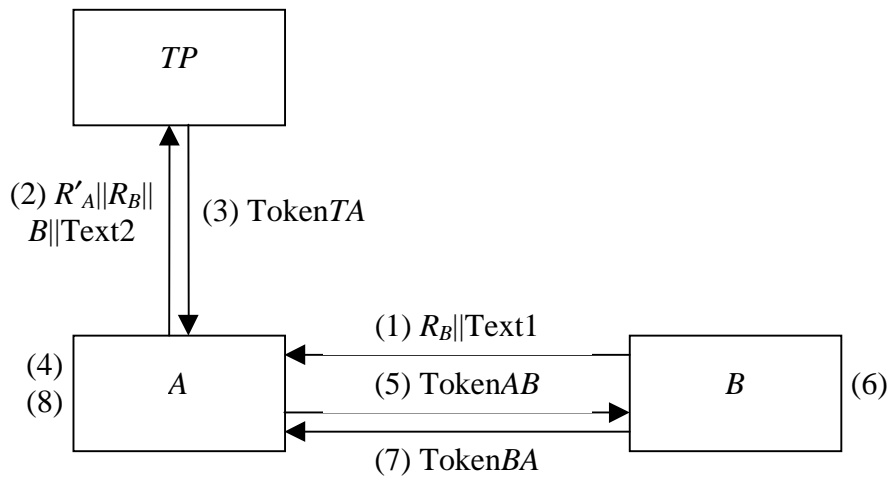 TP
(2) R′A||RB||
B||Text2
(3) TokenTA
(1) RB||Text1
(4)
(8)
A
(5) TokenAB
B
(6)
(7) TokenBA